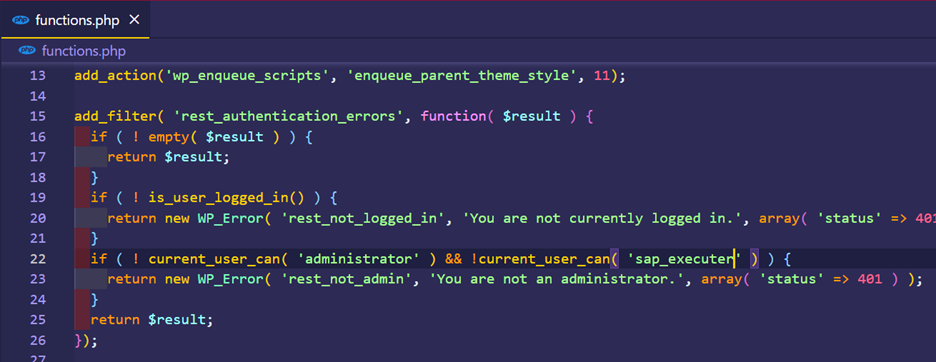 php functions.php ×
php functions.php
13 add_action('wp_enqueue_scripts', 'enqueue_parent_theme_style', 11);
14
15 add_filter( 'rest_authentication_errors', function( $result ) {
16 if ( ! empty( $result ) ) {
17 return $result;
18 }
19 if ( ! is_user_logged_in() ) {
20 return new WP_Error( 'rest_not_logged_in', 'You are not currently logged in.', array( 'status' => 401
21 }
22 if ( ! current_user_can( 'administrator' ) && !current_user_can( 'sap_executer' ) ) {
23 return new WP_Error( 'rest_not_admin', 'You are not an administrator.', array( 'status' => 401 ) );
24 }
25 return $result;
26 });
27